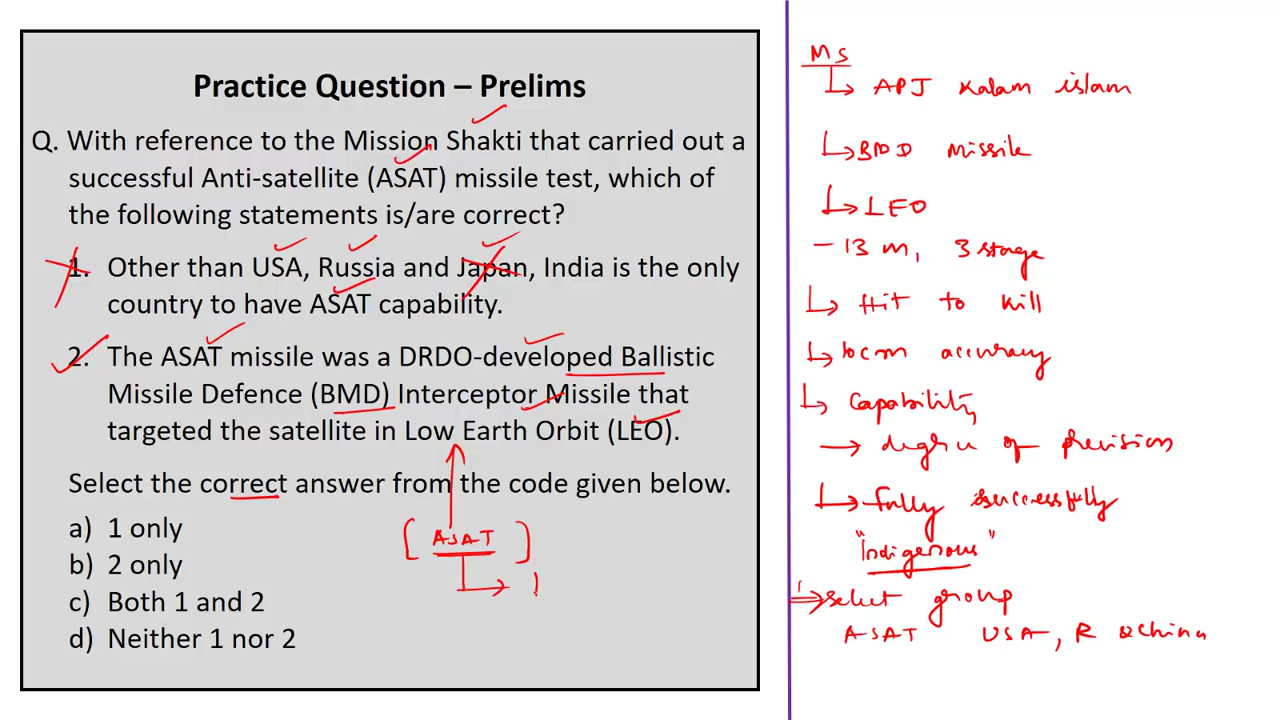 Practice Question – Prelims
Q. With reference to the Mission Shakti that carried out a
successful Anti-satellite (ASAT) missile test, which of
the following statements is/are correct?
1. Other than USA, Russia and Japan, India is the only
country to have ASAT capability.
2. The ASAT missile was a DRDO-developed Ballistic
Missile Defence (BMD) Interceptor Missile that
targeted the satellite in Low Earth Orbit (LEO).
Select the correct answer from the code given below.
a) 1 only
b) 2 only
c) Both 1 and 2
d) Neither 1 nor 2
[ ASAT ]
MS
APJ Kalam islam
BMD Missile
LEO
– 13 m, 3 stage
Hit to kill
10cm accuracy
Capability
degree of precision
fully successfully
"Indigenous"
select group
ASAT USA, R & China